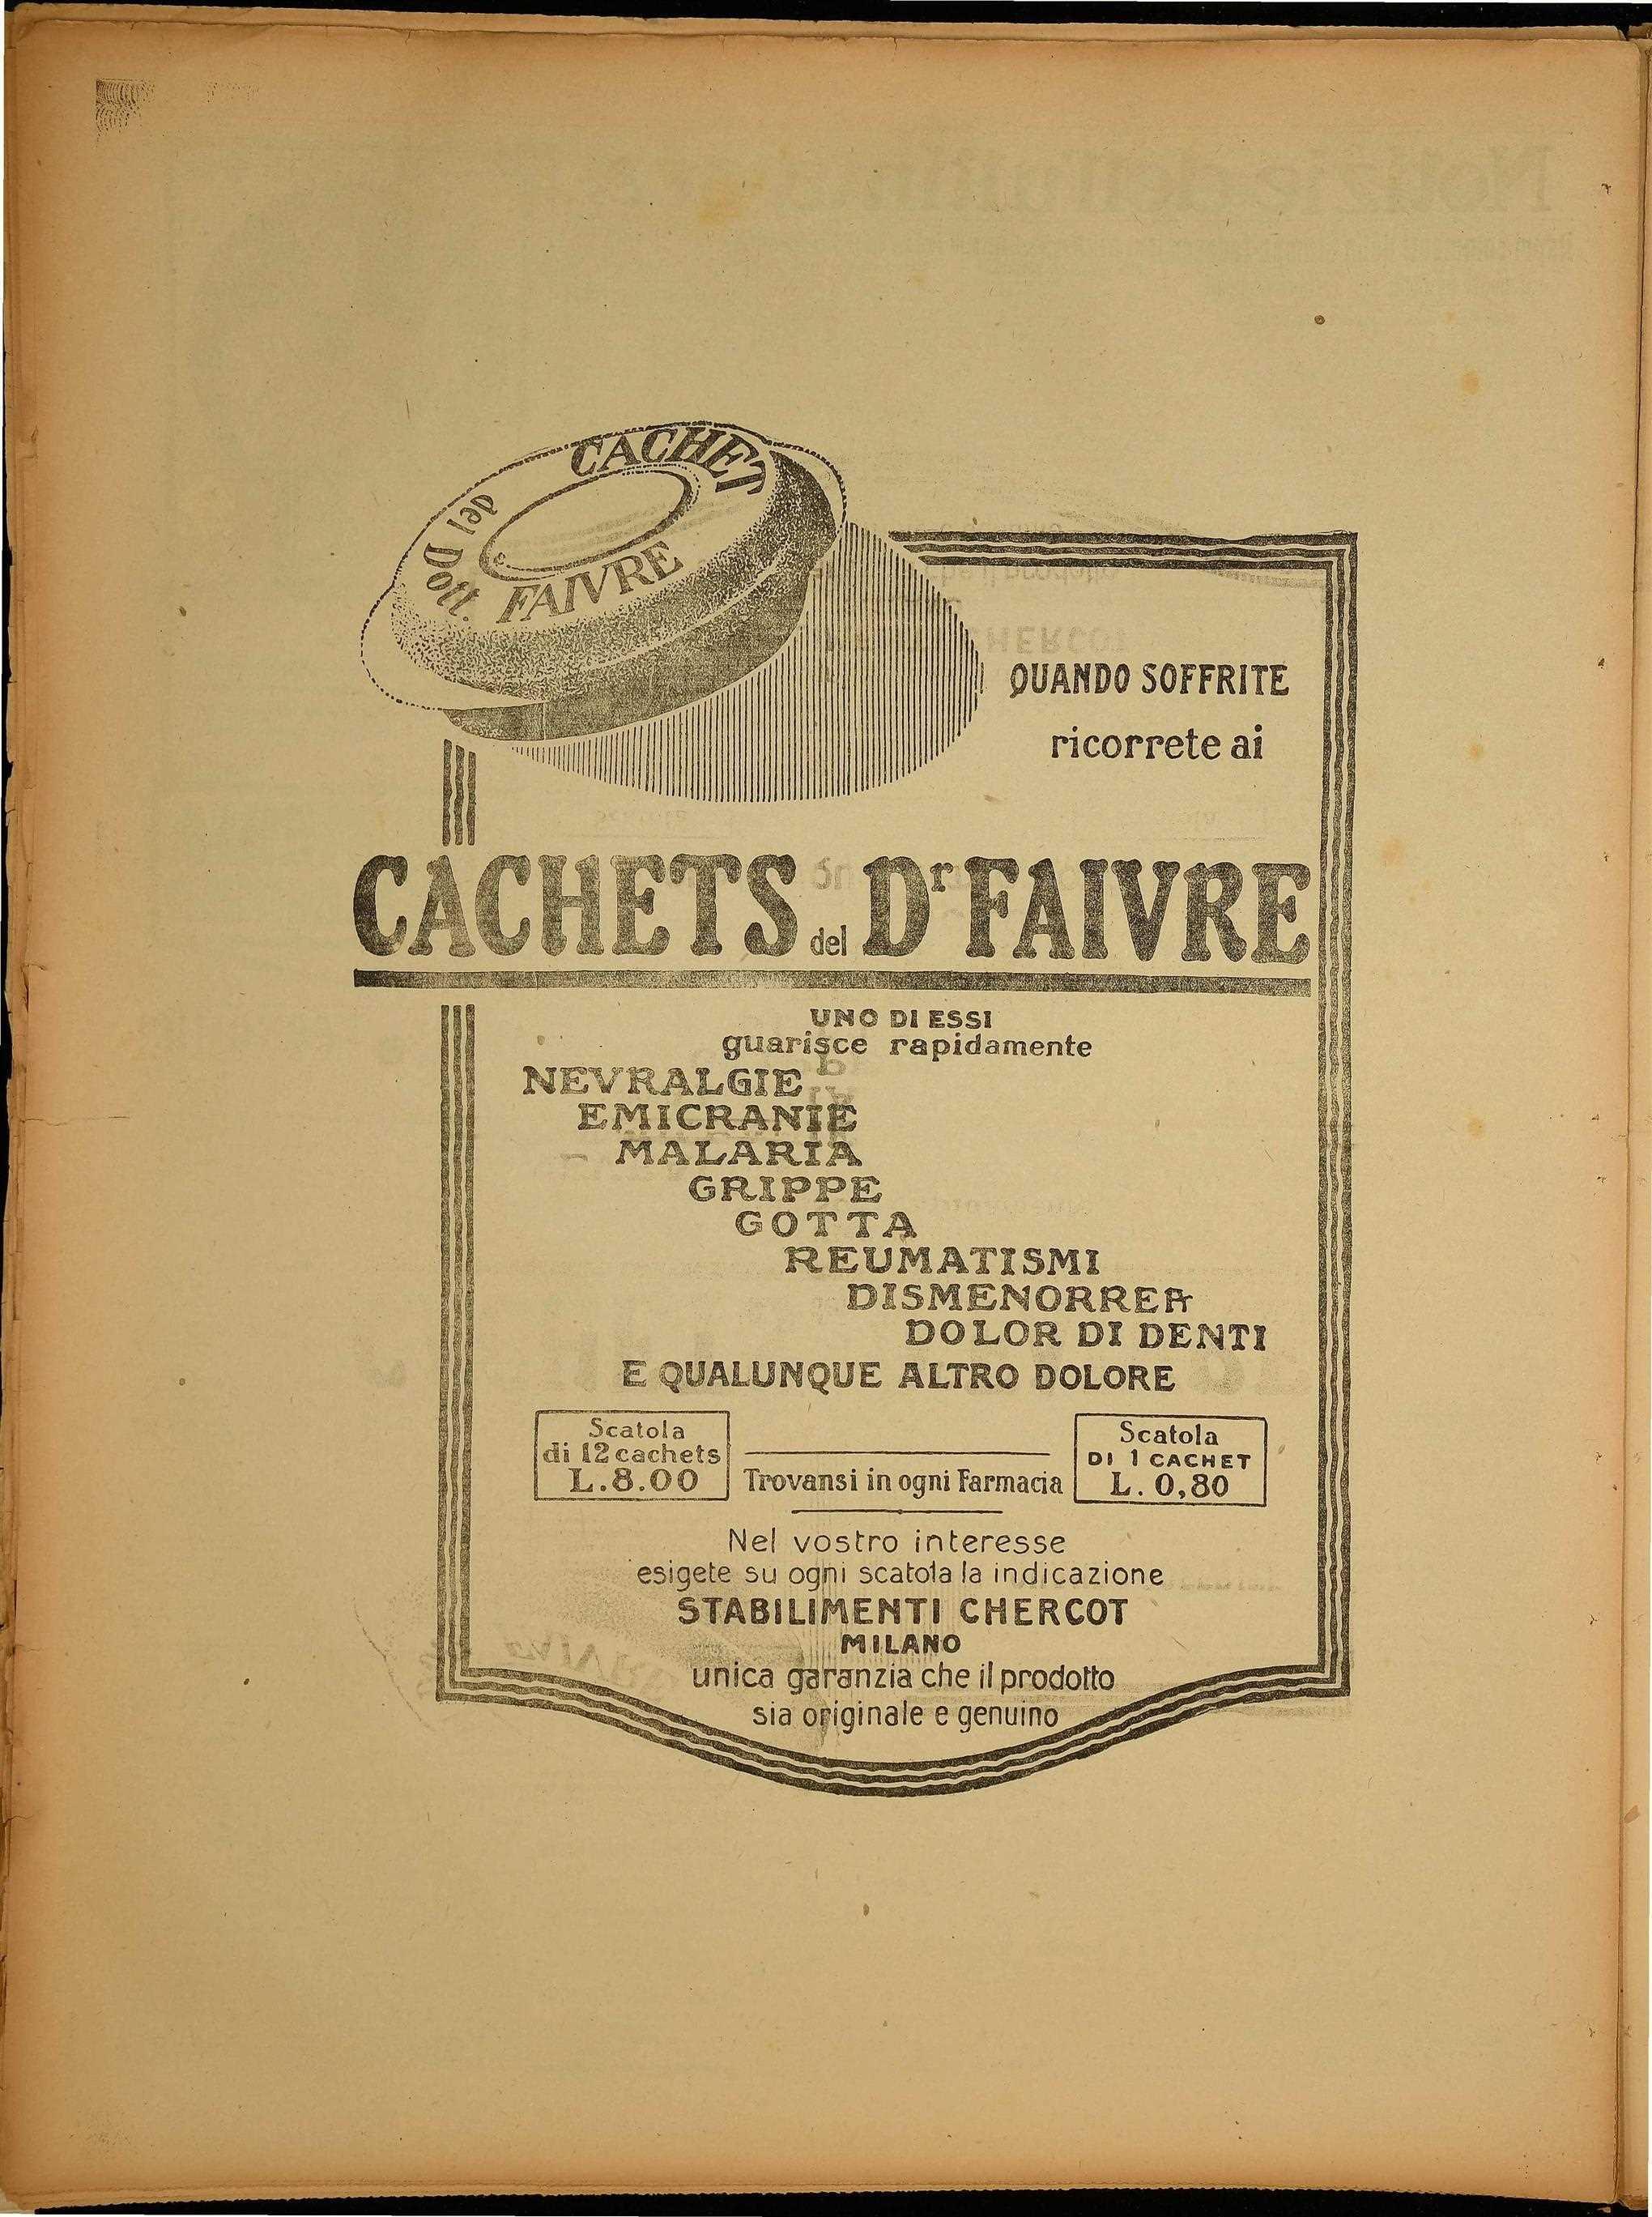 CACHET
del Dott.
FAIVRE
QUANDO SOFFRITE
ricorrete ai
CACHETS del Dr FAIVRE
UNO DI ESSI
guarisce rapidamente
NEVRALGIE
EMICRANIE
MALARIA
GRIPPE
GOTTA
REUMATISMI
DISMENORREA
DOLOR DI DENTI
E QUALUNQUE ALTRO DOLORE
Scatola
di 12 cachets
L. 8.00
Trovansi in ogni Farmacia
Scatola
DI 1 CACHET
L. 0,80
Nel vostro interesse
esigete su ogni scatola la indicazione
STABILIMENTI CHERCOT
MILANO
unica garanzia che il prodotto
sia originale e genuino